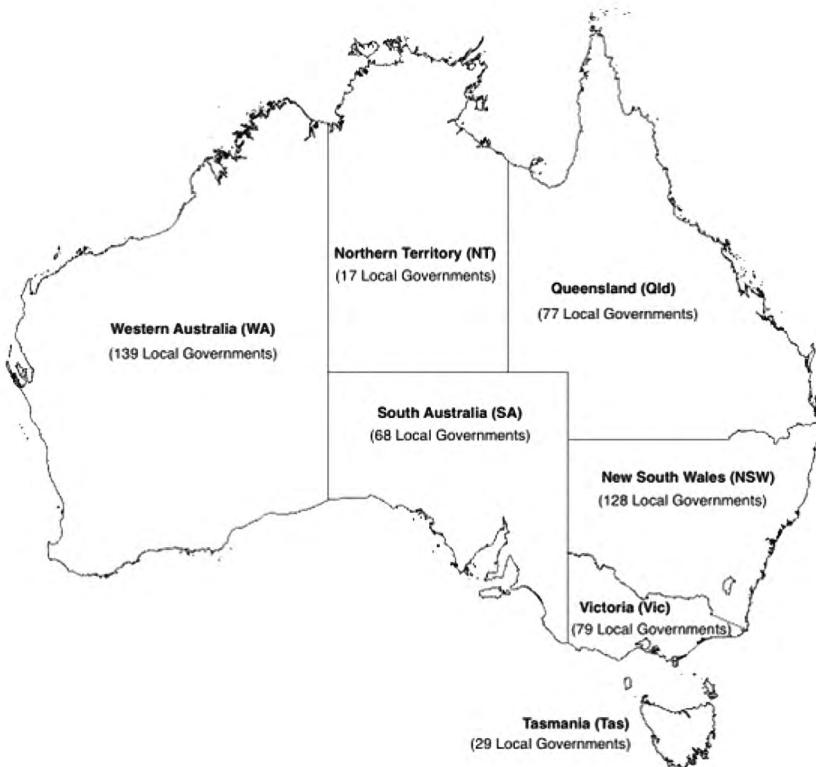 Northern Territory (NT)
(17 Local Governments)
Queensland (Qld)
(77 Local Governments)
Western Australia (WA)
(139 Local Governments)
South Australia (SA)
(68 Local Governments)
New South Wales (NSW)
(128 Local Governments)
Victoria (Vic)
(79 Local Governments)
Tasmania (Tas)
(29 Local Governments)